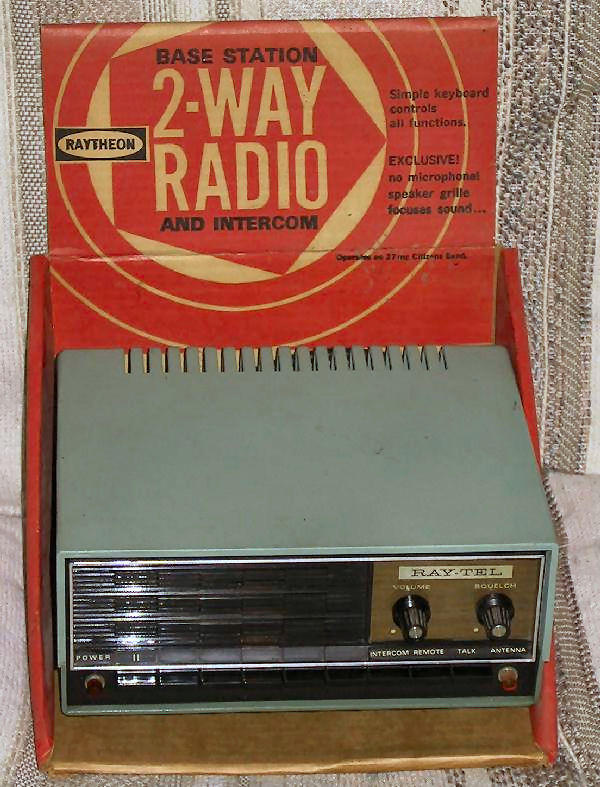 BASE STATION
2-WAY
RADIO
AND INTERCOM
RAYTHEON
Simple keyboard
controls
all functions.
EXCLUSIVE!
no microphone!
speaker grille
focuses sound...
Operates on 27mc Citizens Band.
RAY-TEL
VOLUME
SQUELCH
POWER
INTERCOM REMOTE TALK ANTENNA